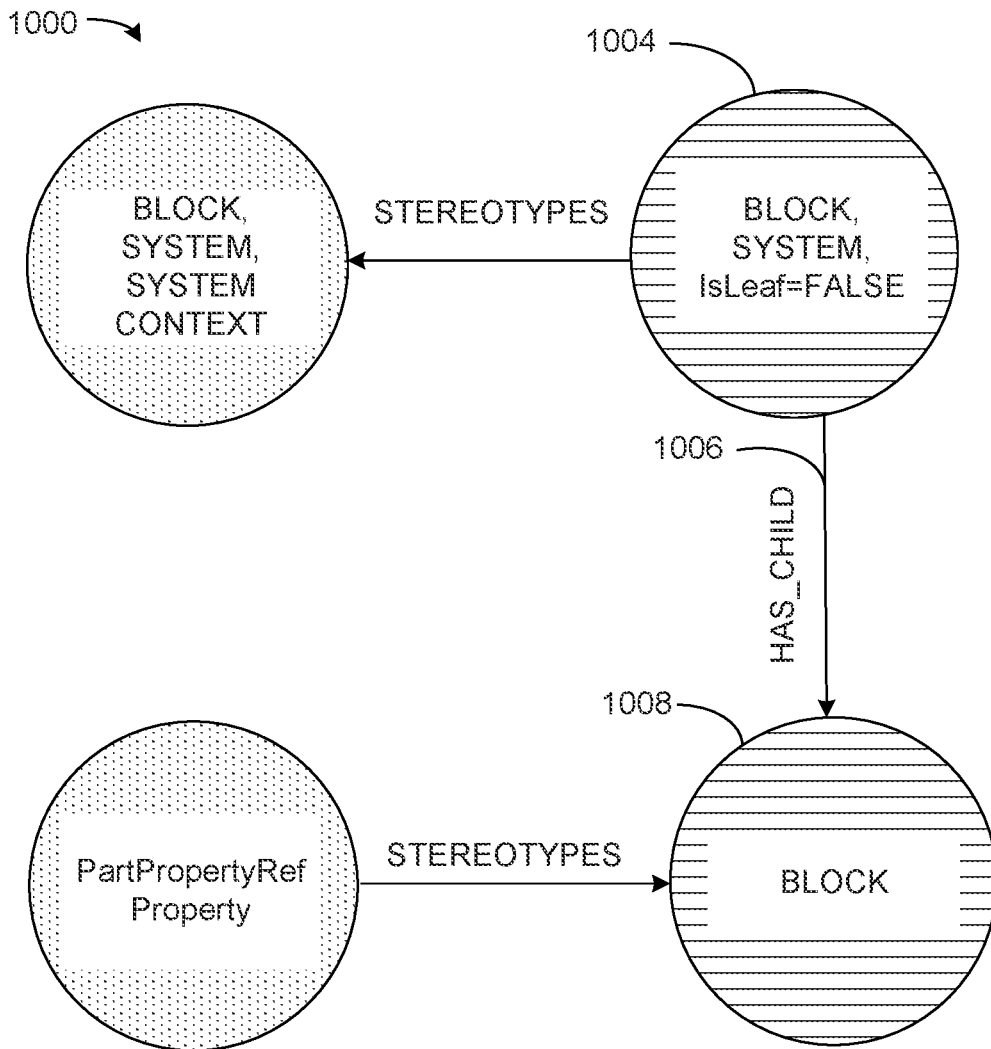 1000
1004
BLOCK,
SYSTEM,
SYSTEM
CONTEXT
STEREOTYPES
BLOCK,
SYSTEM,
IsLeaf=FALSE
1006
HAS_CHILD
1008
PartPropertyRef
Property
STEREOTYPES
BLOCK